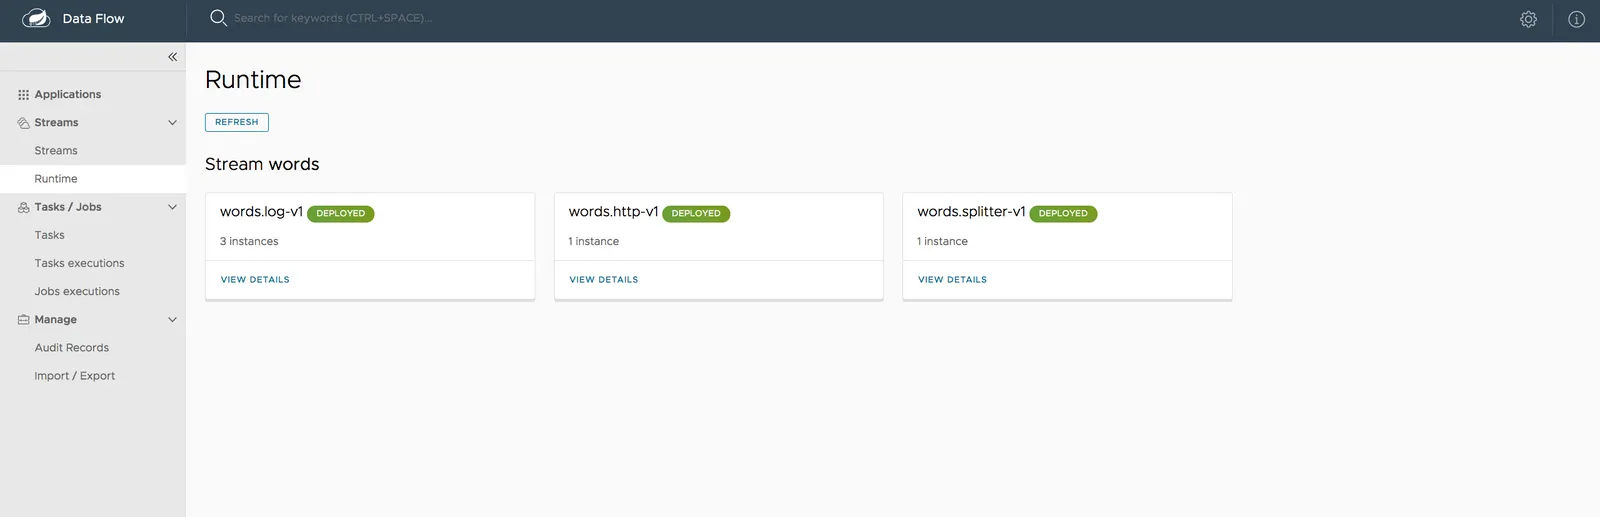 Data Flow
Search for keywords (CTRL+SPACE)...
Applications
Streams
Streams
Runtime
Tasks / Jobs
Tasks
Tasks executions
Jobs executions
Manage
Audit Records
Import / Export
Runtime
REFRESH
Stream words
words.log-v1 DEPLOYED
3 instances
VIEW DETAILS
words.http-v1 DEPLOYED
1 instance
VIEW DETAILS
words.splitter-v1 DEPLOYED
1 instance
VIEW DETAILS